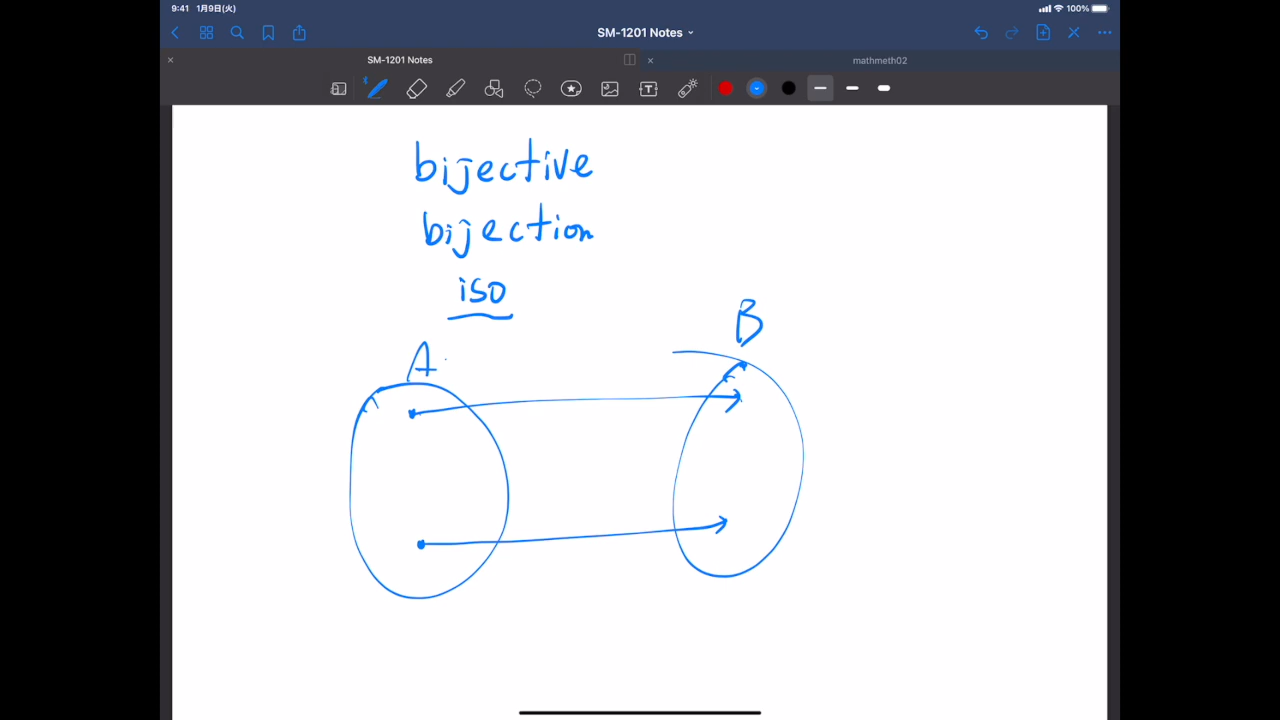 9:41 1月9日(火) 100%
SM-1201 Notes
SM-1201 Notes
mathmeth02
bijective
bijection
iso
A
B